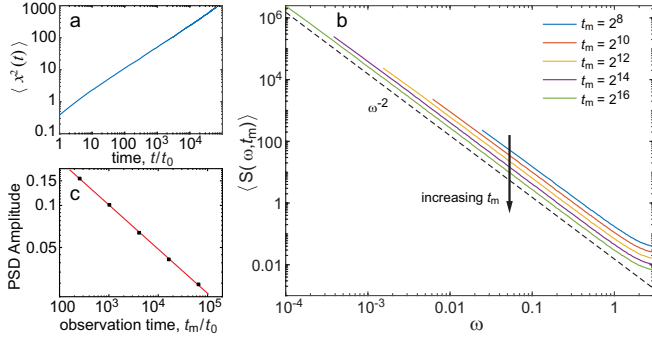 a
1000
100
10
1
0.1
⟨ x²(t) ⟩
1 10 10² 10³ 10⁴
time, t/t₀
c
0.15
0.1
0.05
PSD Amplitude
100 10³ 10⁴ 10⁵
observation time, tₘ/t₀
b
10⁶
10⁴
100
1
0.01
⟨ S( ω,tₘ) ⟩
ω⁻²
increasing tₘ
tₘ = 2⁸
tₘ = 2¹⁰
tₘ = 2¹²
tₘ = 2¹⁴
tₘ = 2¹⁶
10⁻⁴ 10⁻³ 0.01 0.1 1
ω